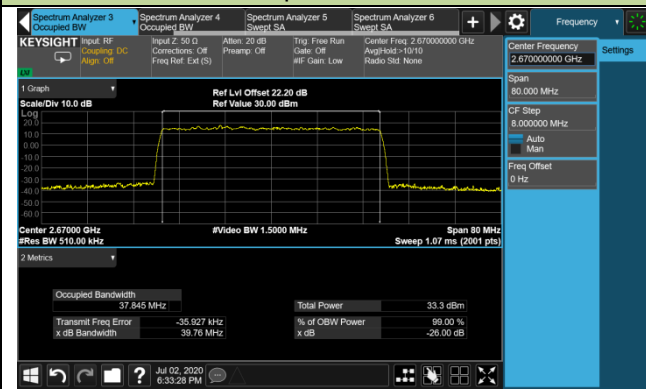 Spectrum Analyzer 3
Occupied BW
Spectrum Analyzer 4
Occupied BW
Spectrum Analyzer 5
Swept SA
Spectrum Analyzer 6
Swept SA
+
Frequency
KEYSIGHT
Input: RF
Coupling: DC
Align: Off
Input Z: 50 Ω
Corrections: Off
Freq Ref: Ext (S)
Atten: 20 dB
Preamp: Off
Trig: Free Run
Gate: Off
#IF Gain: Low
Center Freq: 2.670000000 GHz
Avg|Hold:>10/10
Radio Std: None
Center Frequency
2.670000000 GHz
Settings
Span
80.000 MHz
CF Step
8.000000 MHz
Auto
Man
Freq Offset
0 Hz
1 Graph
Scale/Div 10.0 dB
Ref Lvl Offset 22.20 dB
Ref Value 30.00 dBm
Log
20.0
10.0
0.00
-10.0
-20.0
-30.0
-40.0
-50.0
-60.0
Center 2.67000 GHz
#Res BW 510.00 kHz
#Video BW 1.5000 MHz
Span 80 MHz
Sweep 1.07 ms (2001 pts)
2 Metrics
Occupied Bandwidth
37.845 MHz
Total Power 33.3 dBm
Transmit Freq Error -35.927 kHz
% of OBW Power 99.00 %
x dB Bandwidth 39.76 MHz
x dB -26.00 dB
?
Jul 02, 2020
6:33:28 PM